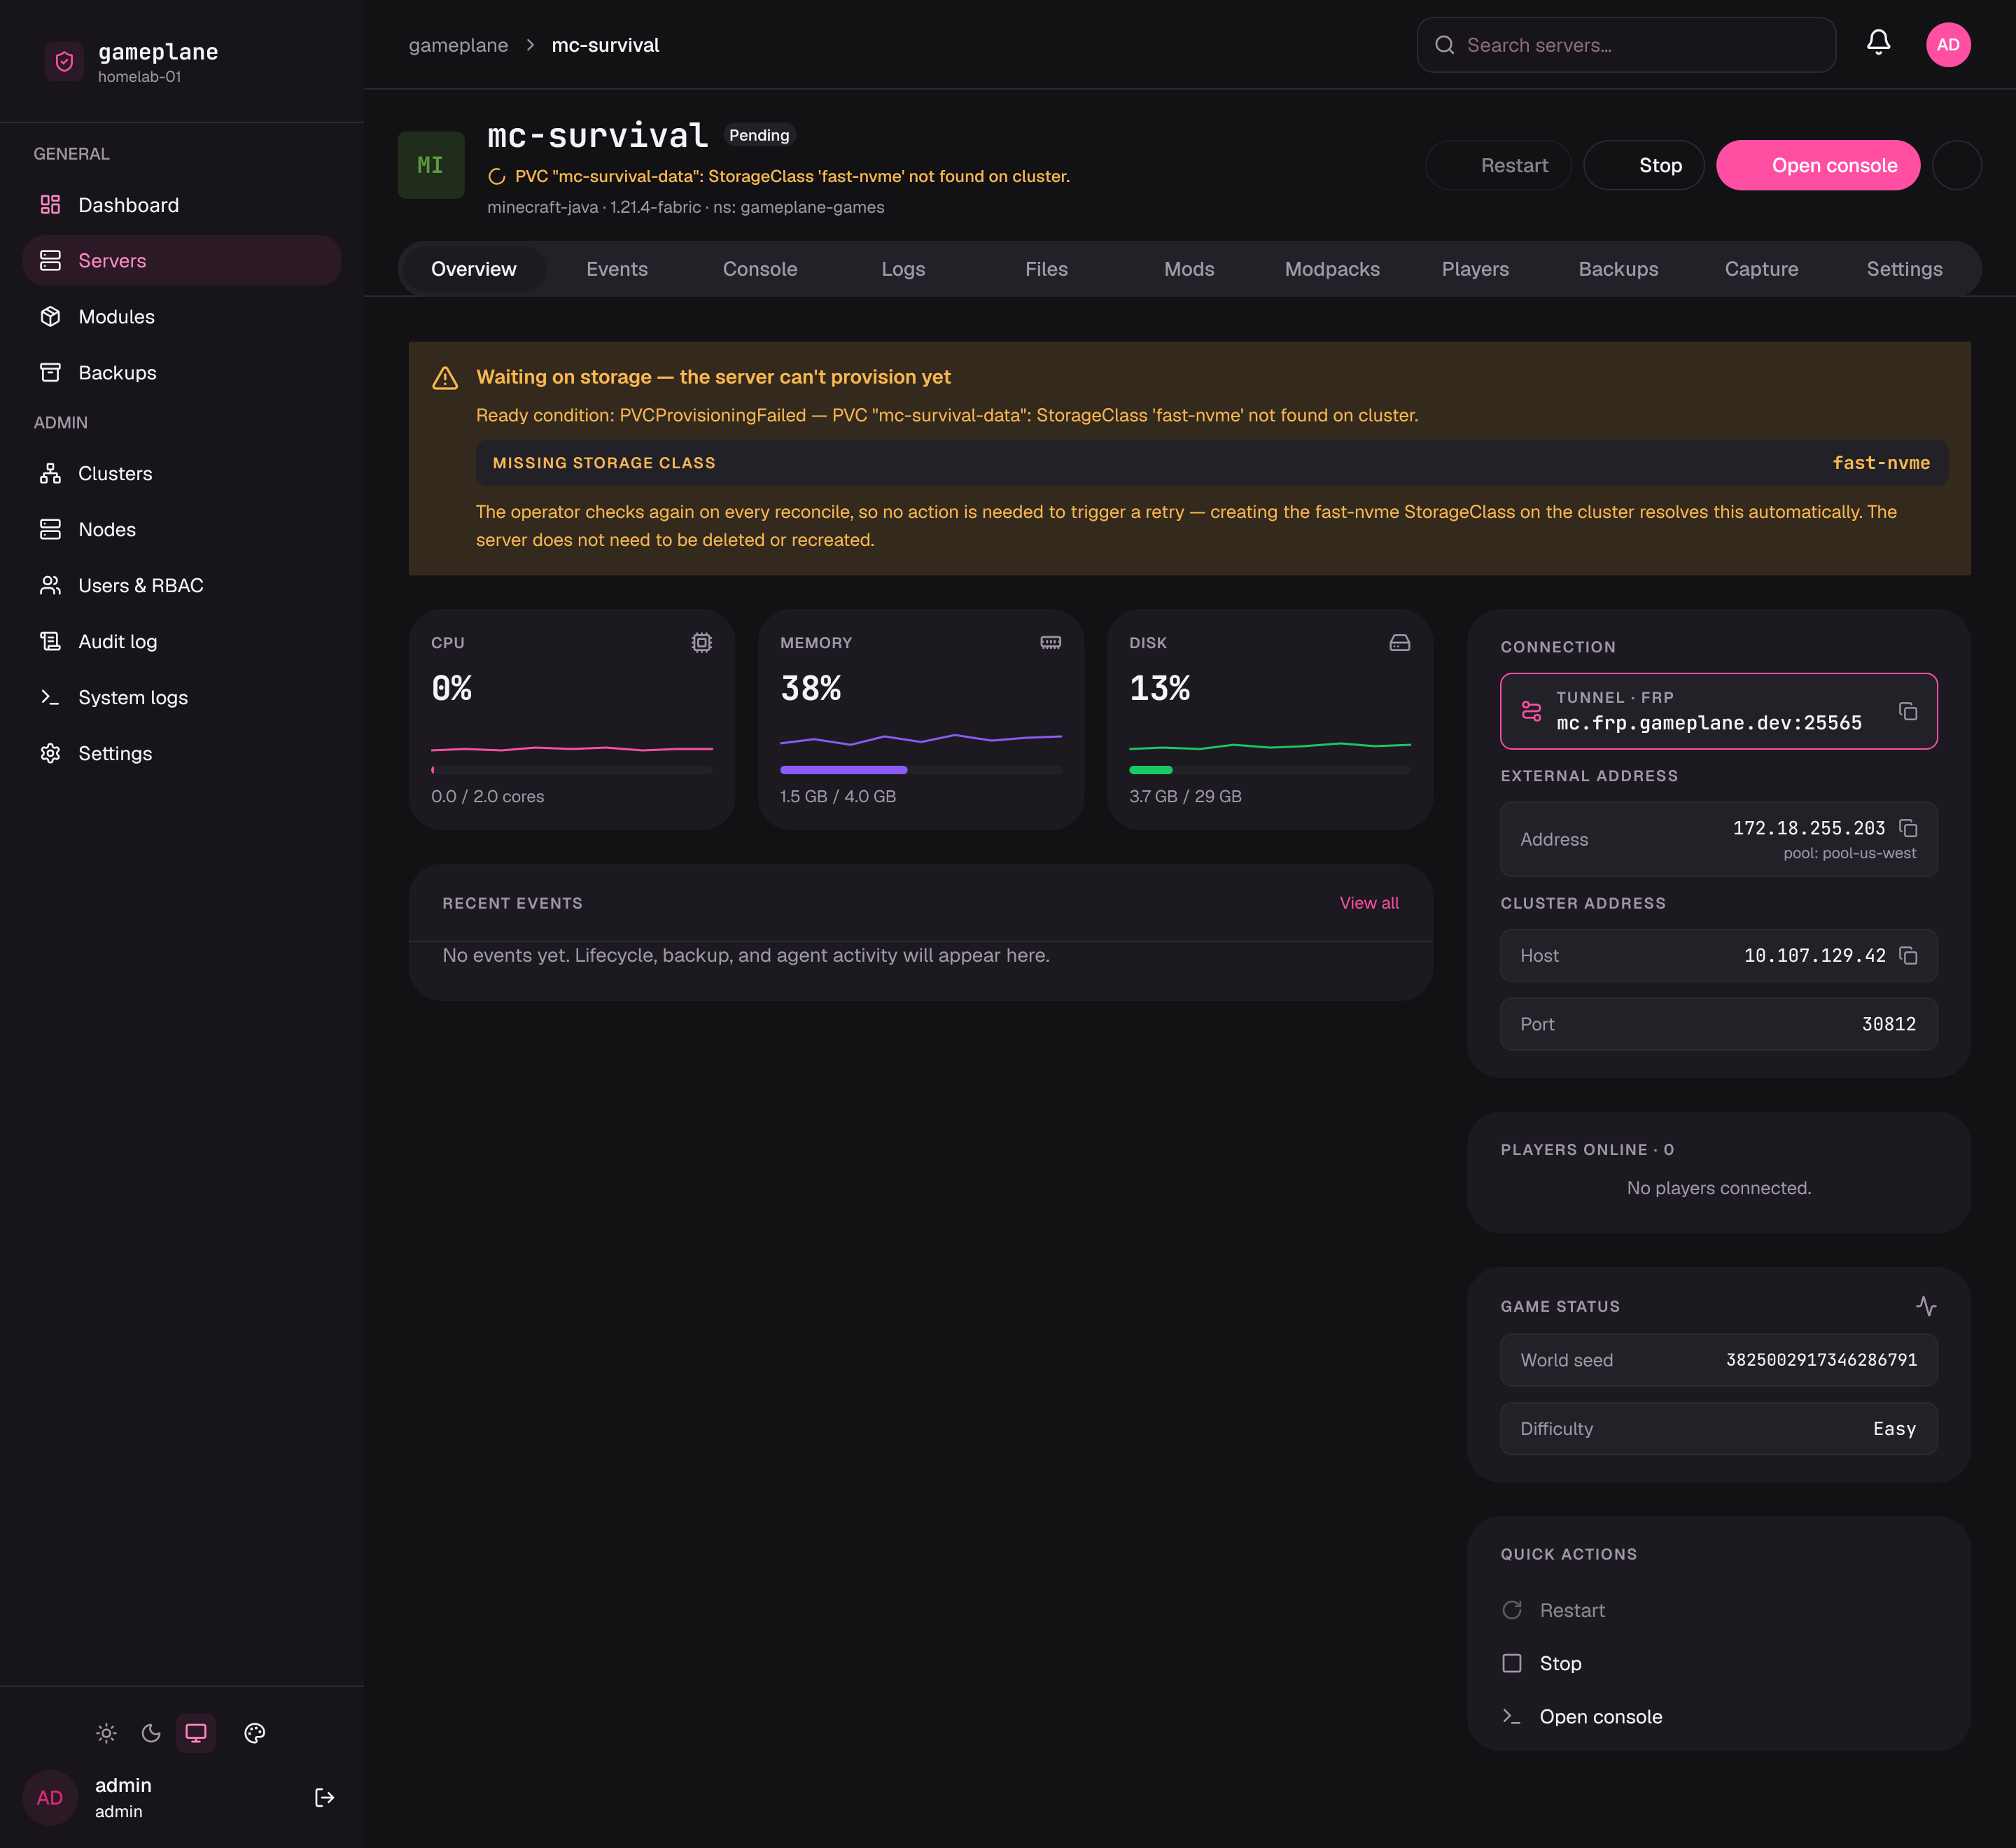 gameplane
homelab-01
GENERAL
Dashboard
Servers
Modules
Backups
ADMIN
Clusters
Nodes
Users & RBAC
Audit log
System logs
Settings
AD
admin
admin
gameplane
mc-survival
Search servers...
AD
MI
mc-survival
Pending
PVC "mc-survival-data": StorageClass 'fast-nvme' not found on cluster.
minecraft-java · 1.21.4-fabric · ns: gameplane-games
Restart
Stop
Open console
Overview
Events
Console
Logs
Files
Mods
Modpacks
Players
Backups
Capture
Settings
Waiting on storage — the server can't provision yet
Ready condition: PVCProvisioningFailed — PVC "mc-survival-data": StorageClass 'fast-nvme' not found on cluster.
MISSING STORAGE CLASS
fast-nvme
The operator checks again on every reconcile, so no action is needed to trigger a retry — creating the fast-nvme StorageClass on the cluster resolves this automatically. The
server does not need to be deleted or recreated.
CPU
0%
0.0 / 2.0 cores
MEMORY
38%
1.5 GB / 4.0 GB
DISK
13%
3.7 GB / 29 GB
RECENT EVENTS
View all
No events yet. Lifecycle, backup, and agent activity will appear here.
CONNECTION
TUNNEL · FRP
mc.frp.gameplane.dev:25565
EXTERNAL ADDRESS
Address
172.18.255.203
pool: pool-us-west
CLUSTER ADDRESS
Host
10.107.129.42
Port
30812
PLAYERS ONLINE · 0
No players connected.
GAME STATUS
World seed
3825002917346286791
Difficulty
Easy
QUICK ACTIONS
Restart
Stop
Open console